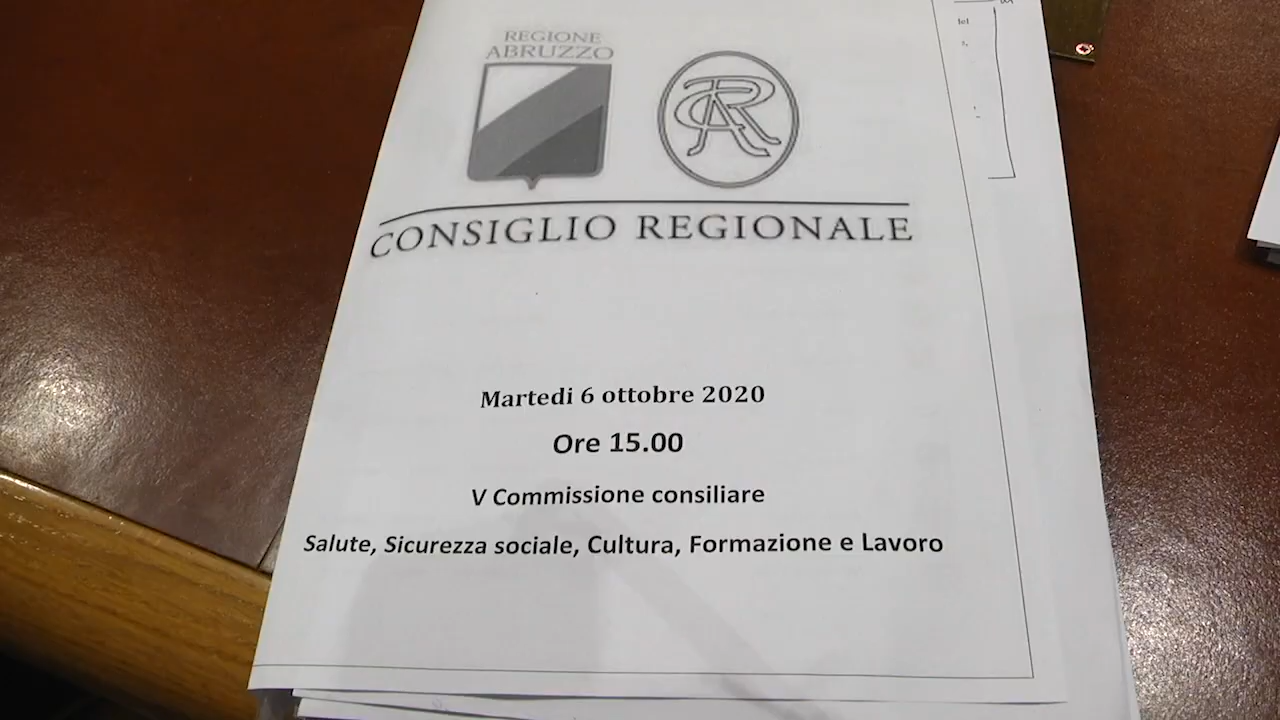 REGIONE
ABRUZZO
CRA
CONSIGLIO REGIONALE
Martedi 6 ottobre 2020
Ore 15.00
V Commissione consiliare
Salute, Sicurezza sociale, Cultura, Formazione e Lavoro